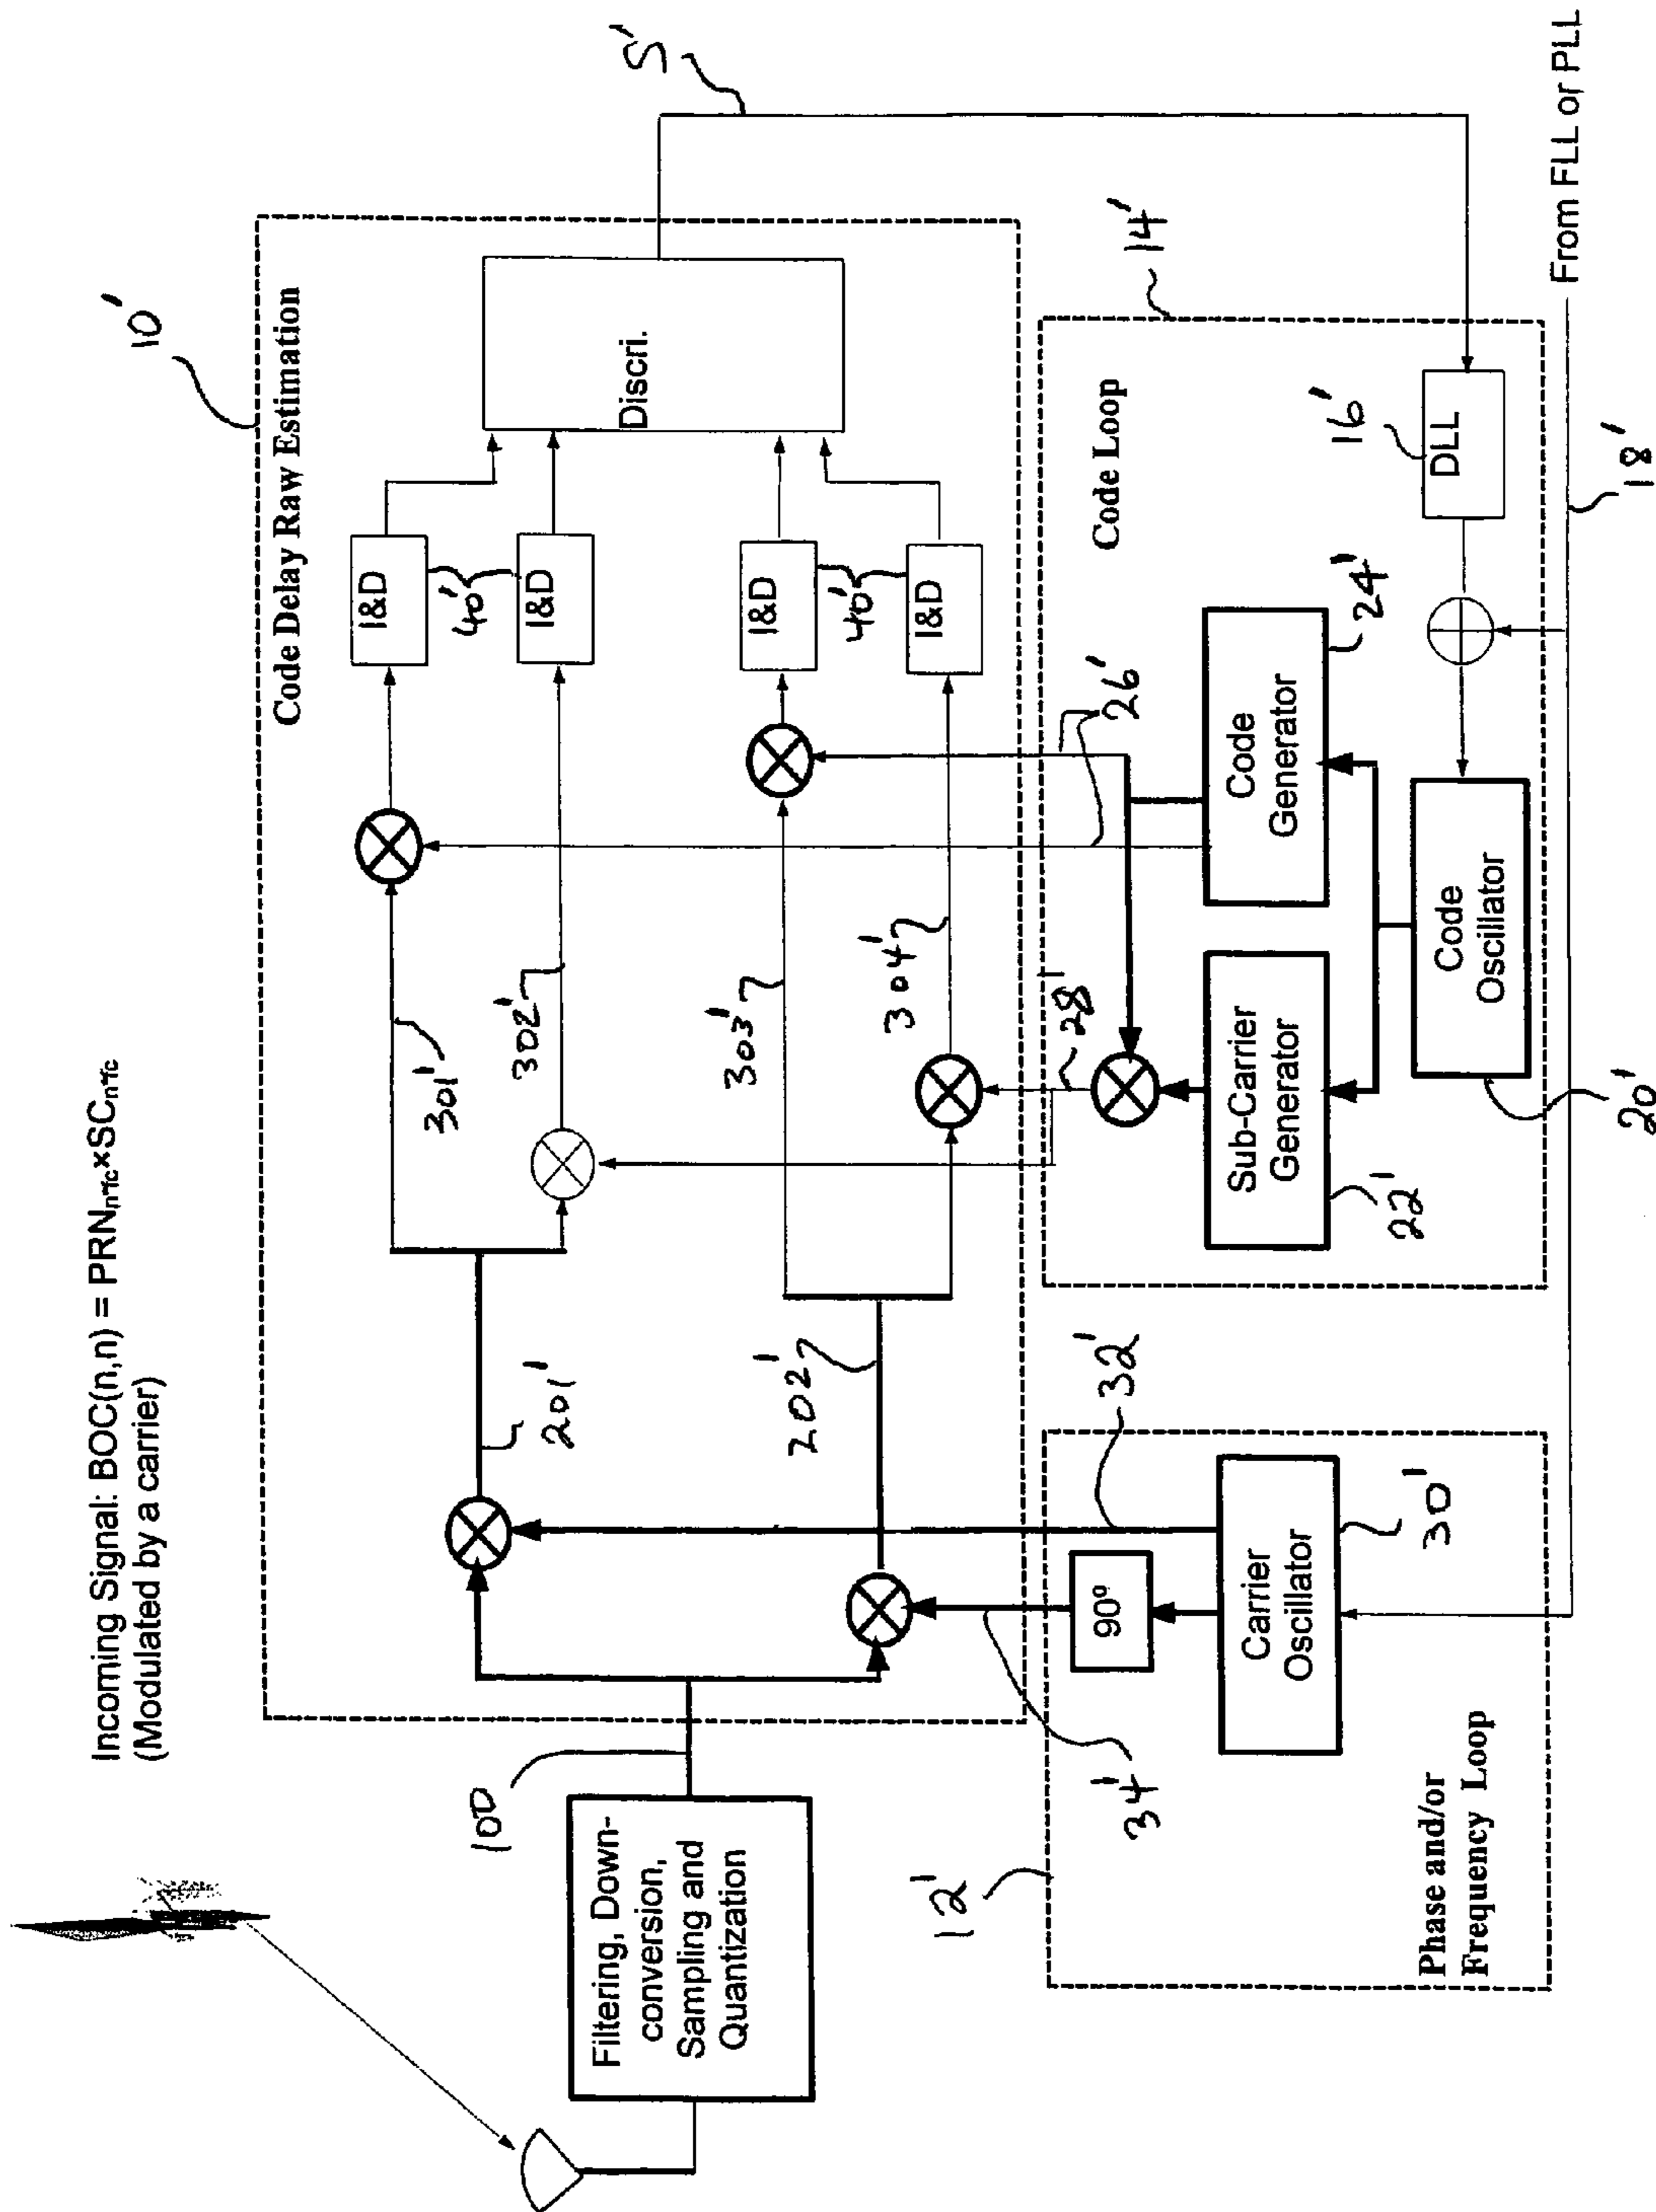 Incoming Signal: BOC(n,n) = PRNn*fc×SCn*fc
(Modulated by a carrier)
10'
Code Delay Raw Estimation
I&D
40'
I&D
I&D
40'
I&D
Discri.
S'
301'
302'
303'
304'
201'
202'
100
Filtering, Down-
conversion,
Sampling and
Quantization
12'
34'
32'
90º
Carrier
Oscillator
30'
Phase and/or
Frequency Loop
14'
Code Loop
26'
28'
Sub-Carrier
Generator
22'
Code
Generator
24'
Code
Oscillator
20'
DLL
16'
18'
From FLL or PLL